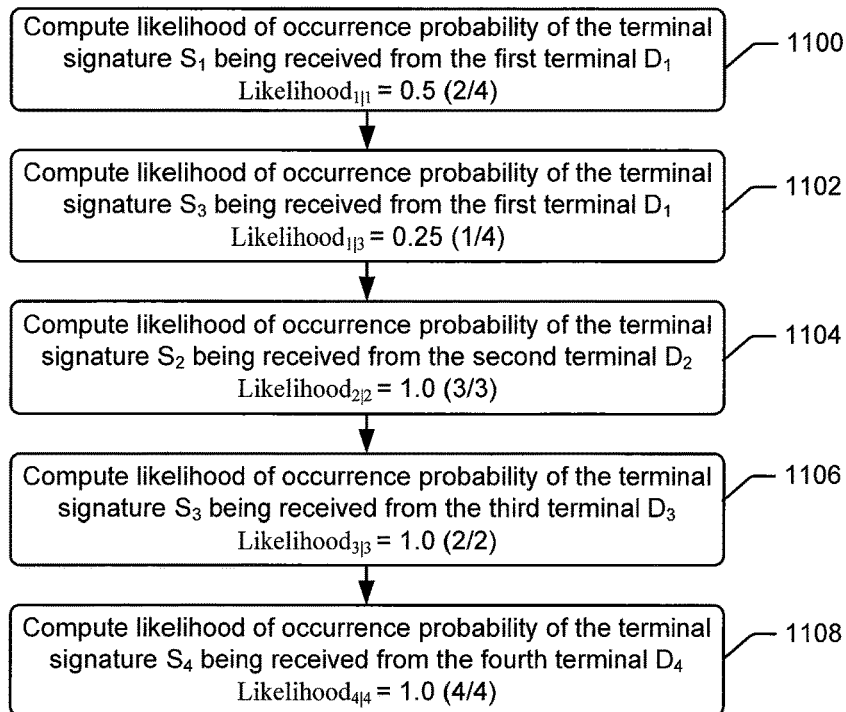 Compute likelihood of occurrence probability of the terminal
signature S₁ being received from the first terminal D₁
Likelihood₁|₁ = 0.5 (2/4)
1100
Compute likelihood of occurrence probability of the terminal
signature S₃ being received from the first terminal D₁
Likelihood₁|₃ = 0.25 (1/4)
1102
Compute likelihood of occurrence probability of the terminal
signature S₂ being received from the second terminal D₂
Likelihood₂|₂ = 1.0 (3/3)
1104
Compute likelihood of occurrence probability of the terminal
signature S₃ being received from the third terminal D₃
Likelihood₃|₃ = 1.0 (2/2)
1106
Compute likelihood of occurrence probability of the terminal
signature S₄ being received from the fourth terminal D₄
Likelihood₄|₄ = 1.0 (4/4)
1108